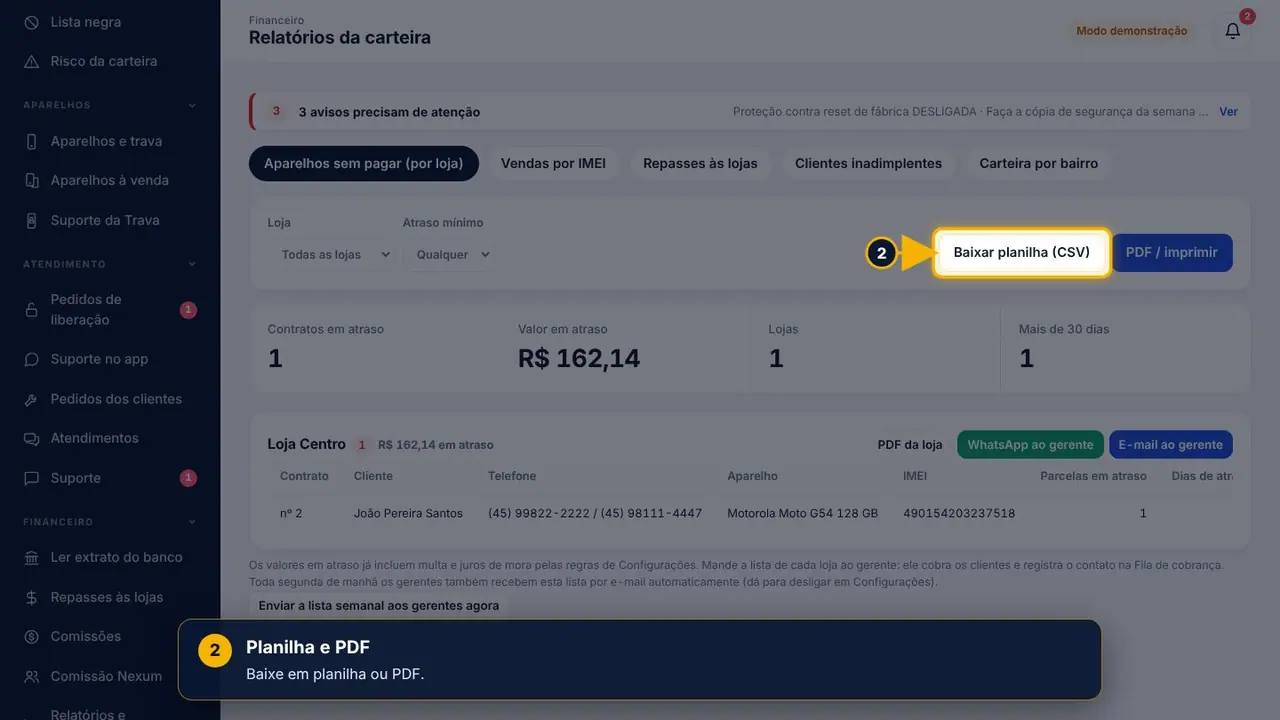 Lista negra
Risco da carteira
APARELHOS
Aparelhos e trava
Aparelhos à venda
Suporte da Trava
ATENDIMENTO
Pedidos de
liberação
1
Suporte no app
Pedidos dos clientes
Atendimentos
Suporte
1
FINANCEIRO
Ler extrato do banco
Repasses às lojas
Comissões
Comissão Nexum
Relatórios e
Financeiro
Relatórios da carteira
Modo demonstração
2
3
3 avisos precisam de atenção
Proteção contra reset de fábrica DESLIGADA · Faça a cópia de segurança da semana ...
Ver
Aparelhos sem pagar (por loja)
Vendas por IMEI
Repasses às lojas
Clientes inadimplentes
Carteira por bairro
Loja
Atraso mínimo
Todas as lojas
Qualquer
2
Baixar planilha (CSV)
PDF / imprimir
Contratos em atraso
1
Valor em atraso
R$ 162,14
Lojas
1
Mais de 30 dias
1
Loja Centro
1
R$ 162,14 em atraso
PDF da loja
WhatsApp ao gerente
E-mail ao gerente
Contrato
Cliente
Telefone
Aparelho
IMEI
Parcelas em atraso
Dias de atr
nº 2
João Pereira Santos
(45) 99822-2222 / (45) 98111-4447
Motorola Moto G54 128 GB
490154203237518
1
Os valores em atraso já incluem multa e juros de mora pelas regras de Configurações. Mande a lista de cada loja ao gerente: ele cobra os clientes e registra o contato na Fila de cobrança.
Toda segunda de manhã os gerentes também recebem esta lista por e-mail automaticamente (dá para desligar em Configurações).
Enviar a lista semanal aos gerentes agora
2
Planilha e PDF
Baixe em planilha ou PDF.